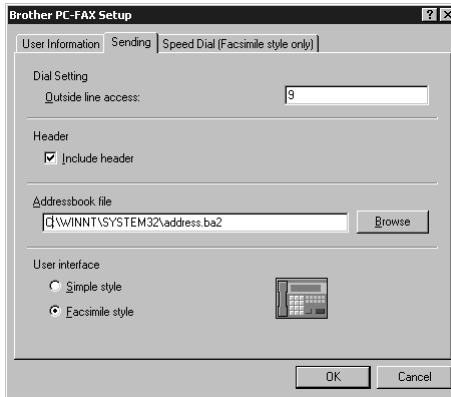 Brother PC-FAX Setup
User Information Sending Speed Dial (Facsimile style only)
Dial Setting
Outside line access: 9
Header
Include header
Addressbook file
C:\WINNT\SYSTEM32\address.ba2 Browse
User interface
Simple style
Facsimile style
OK Cancel